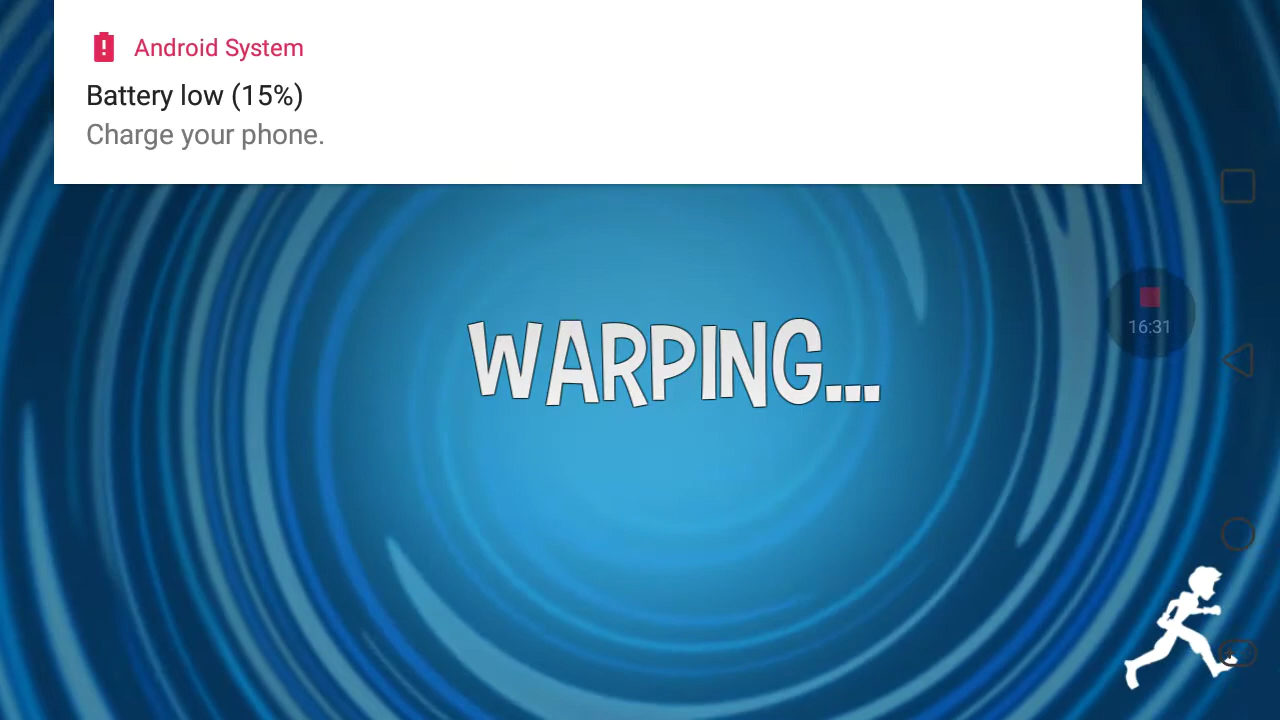 Android System
Battery low (15%)
Charge your phone.
WARPING...
16:31